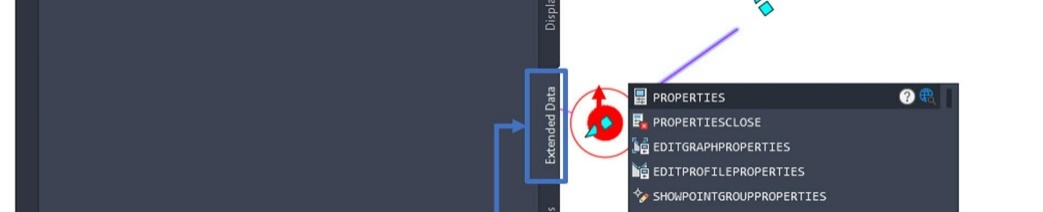 Displa
Extended Data
PROPERTIES
PROPERTIESCLOSE
EDITGRAPHPROPERTIES
EDITPROFILEPROPERTIES
SHOWPOINTGROUPPROPERTIES
s